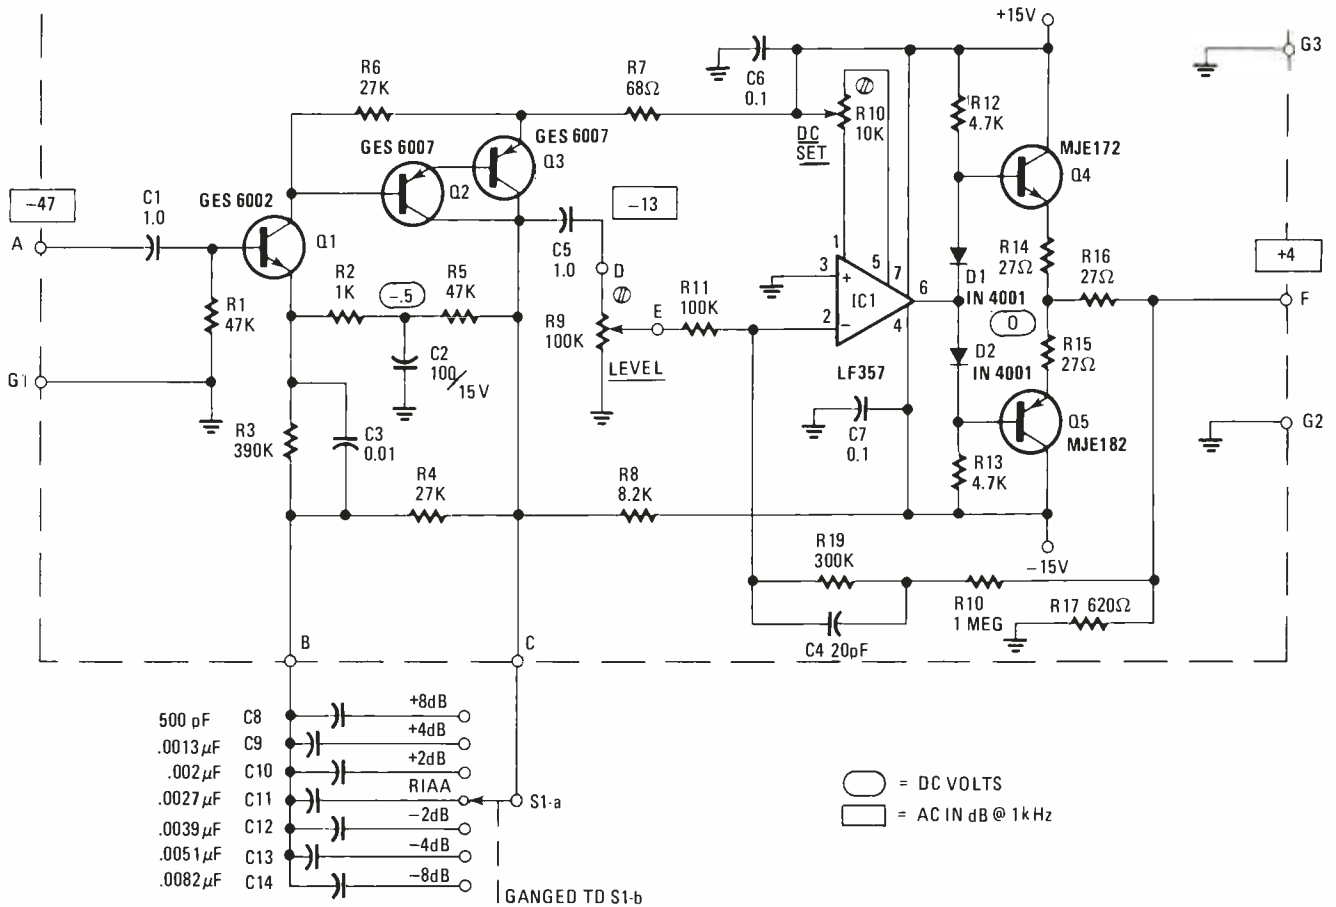 +15V
G3
R6
27K
R7
68Ω
C6
0.1
R10
10K
DC
SET
R12
4.7K
MJE172
Q4
GES 6007
GES 6007
Q3
Q2
-47
A
C1
1.0
GES 6002
Q1
-13
C5
1.0
D
R1
47K
R2
1K
-.5
R5
47K
R9
100K
LEVEL
E
R11
100K
1
3
+
5
7
IC1
6
2
−
4
LF357
D1
IN 4001
0
R14
27Ω
R16
27Ω
+4
F
D2
IN 4001
R15
27Ω
Q5
MJE182
G2
G1
C2
100/15V
R3
390K
C3
0.01
C7
0.1
R13
4.7K
R4
27K
R8
8.2K
−15V
R19
300K
R10
1 MEG
R17 620Ω
C4 20pF
B
C
500 pF C8 +8dB
.0013µF C9 +4dB
.002µF C10 +2dB
.0027µF C11 RIAA S1-a
.0039µF C12 −2dB
.0051µF C13 −4dB
.0082µF C14 −8dB
GANGED TD S1-b
= DC VOLTS
= AC IN dB @ 1kHz